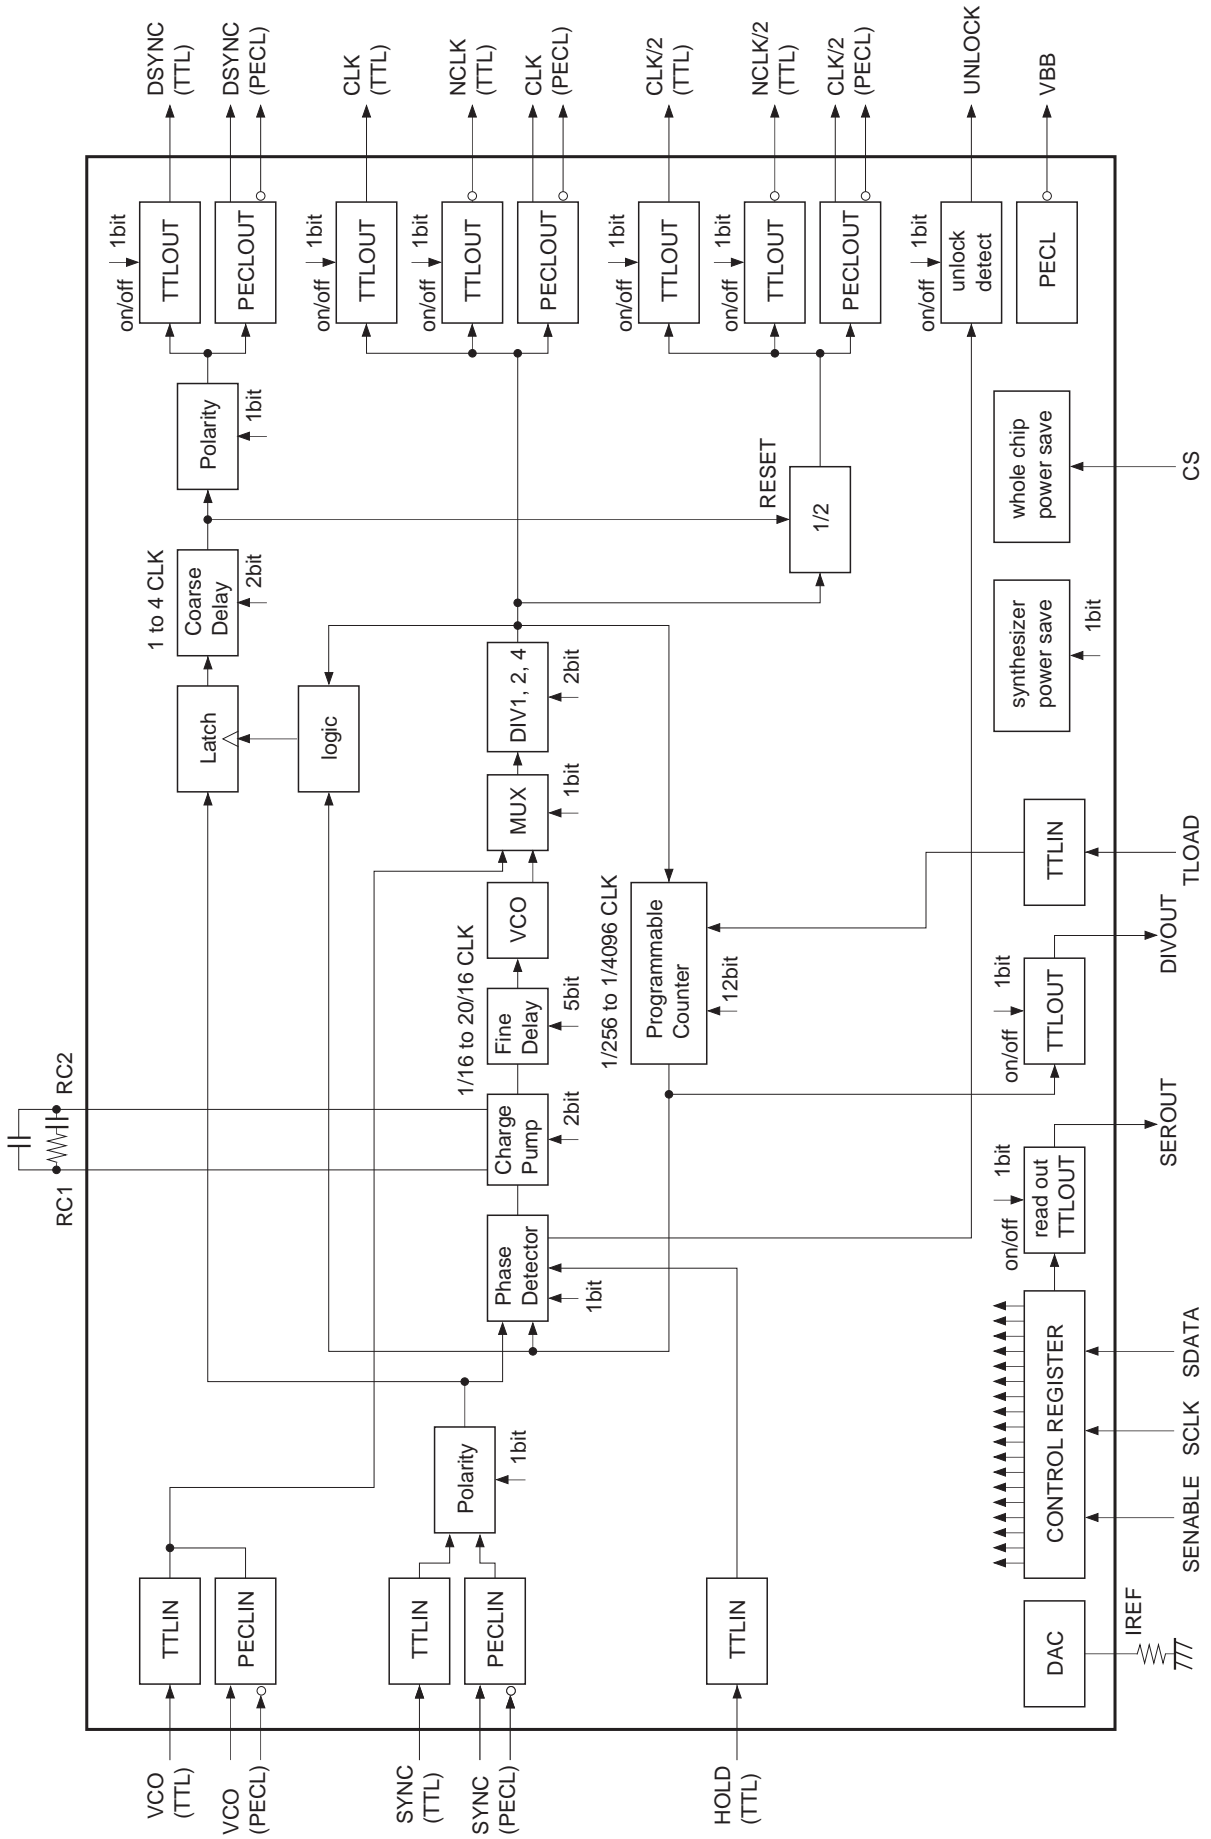 VCO
(TTL)
VCO
(PECL)
SYNC
(TTL)
SYNC
(PECL)
HOLD
(TTL)
TTLIN
PECLIN
TTLIN
PECLIN
TTLIN
Polarity
1bit
RC1
RC2
Phase
Detector
1bit
Charge
Pump
2bit
1/16 to 20/16 CLK
Fine
Delay
5bit
VCO
MUX
1bit
DIV1, 2, 4
2bit
1/256 to 1/4096 CLK
Programmable
Counter
12bit
Latch
logic
1 to 4 CLK
Coarse
Delay
2bit
Polarity
1bit
RESET
1/2
on/off
1bit
TTLOUT
PECLOUT
on/off
1bit
TTLOUT
on/off
1bit
TTLOUT
PECLOUT
on/off
1bit
TTLOUT
on/off
1bit
TTLOUT
PECLOUT
on/off
1bit
unlock
detect
PECL
DSYNC
(TTL)
DSYNC
(PECL)
CLK
(TTL)
NCLK
(TTL)
CLK
(PECL)
CLK/2
(TTL)
NCLK/2
(TTL)
CLK/2
(PECL)
UNLOCK
VBB
DAC
IREF
CONTROL REGISTER
SENABLE
SCLK
SDATA
on/off
1bit
read out
TTLOUT
SEROUT
on/off
1bit
TTLOUT
DIVOUT
TTLIN
TLOAD
synthesizer
power save
1bit
whole chip
power save
CS